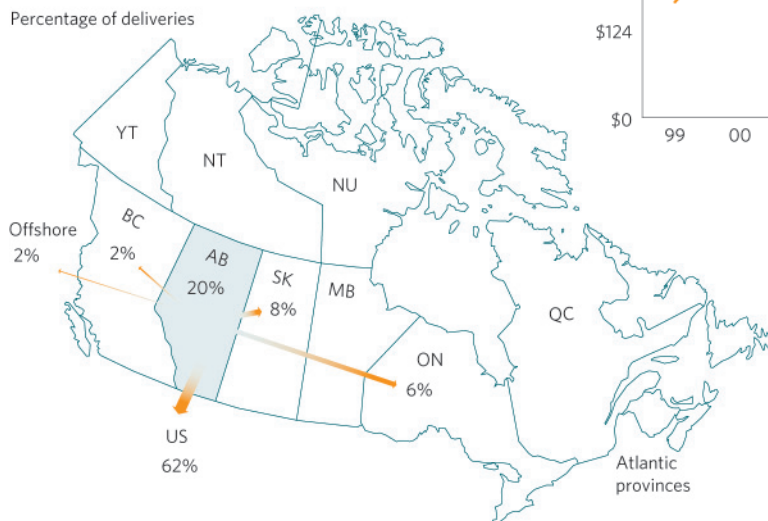 Percentage of deliveries
$124
$0
99 00
YT
NT
NU
BC
2%
Offshore
2%
AB
20%
SK
8%
MB
ON
6%
QC
US
62%
Atlantic
provinces